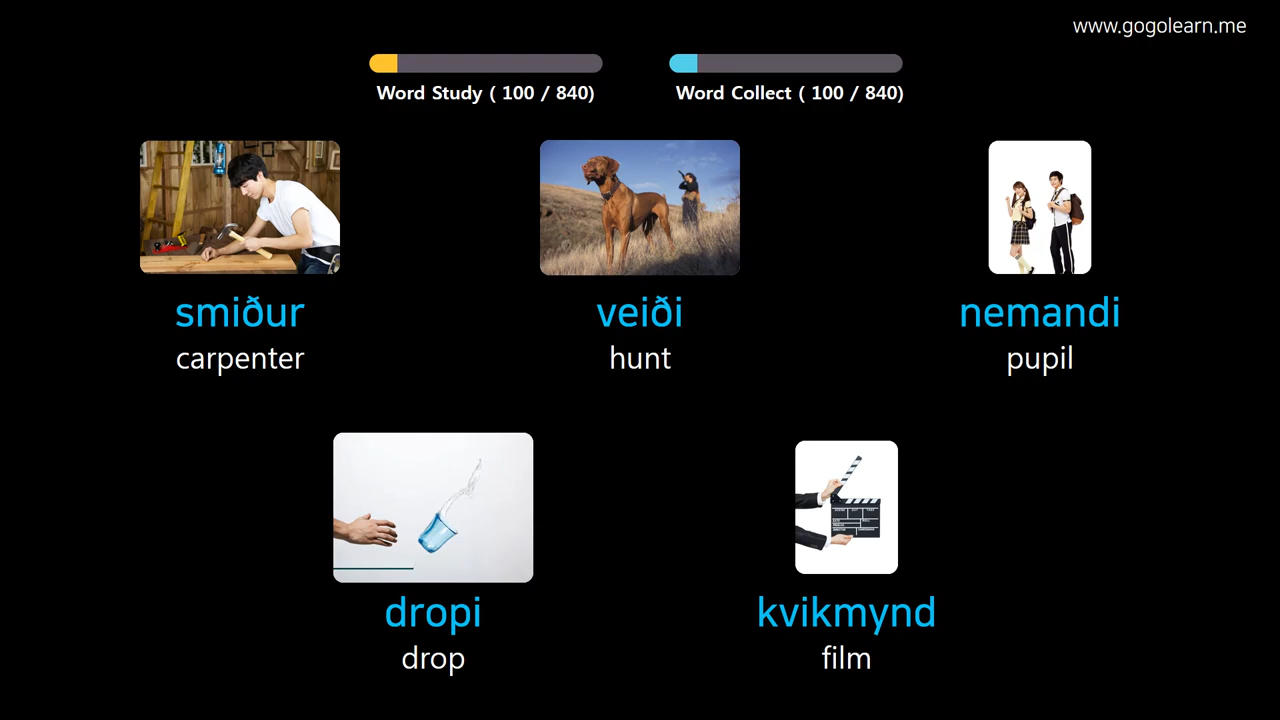 www.gogolearn.me
Word Study ( 100 / 840)
Word Collect ( 100 / 840)
smiður
carpenter
veiði
hunt
nemandi
pupil
dropi
drop
kvikmynd
film